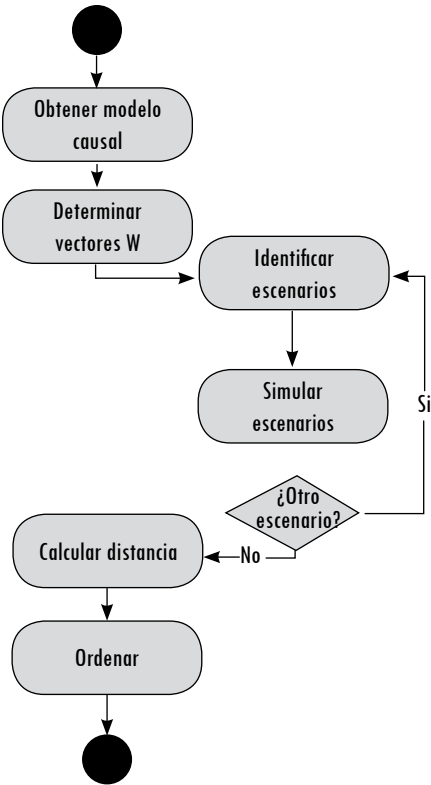 Obtener modelo
causal
Determinar
vectores W
Identificar
escenarios
Simular
escenarios
Si
¿Otro
escenario?
No
Calcular distancia
Ordenar